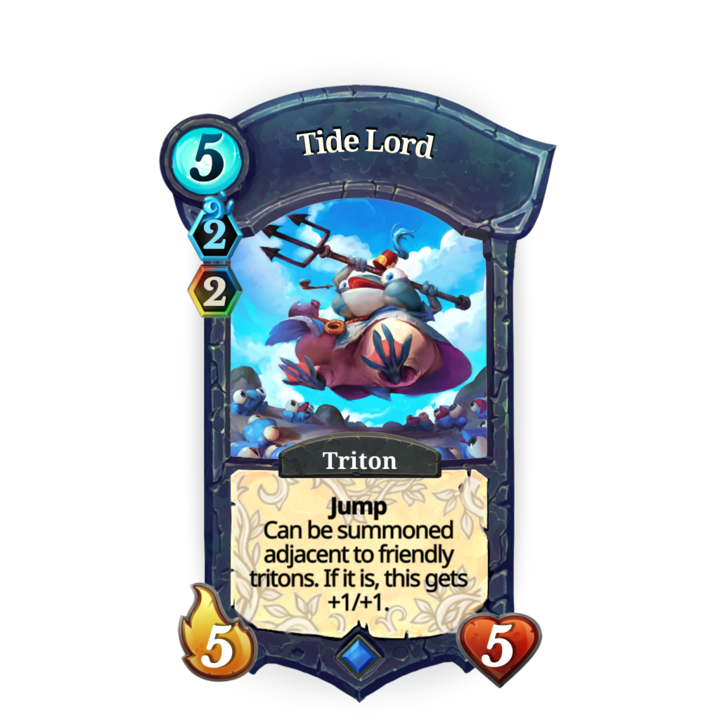 5
Tide Lord
2
2
Triton
Jump
Can be summoned
adjacent to friendly
tritons. If it is, this gets
+1/+1.
5
5